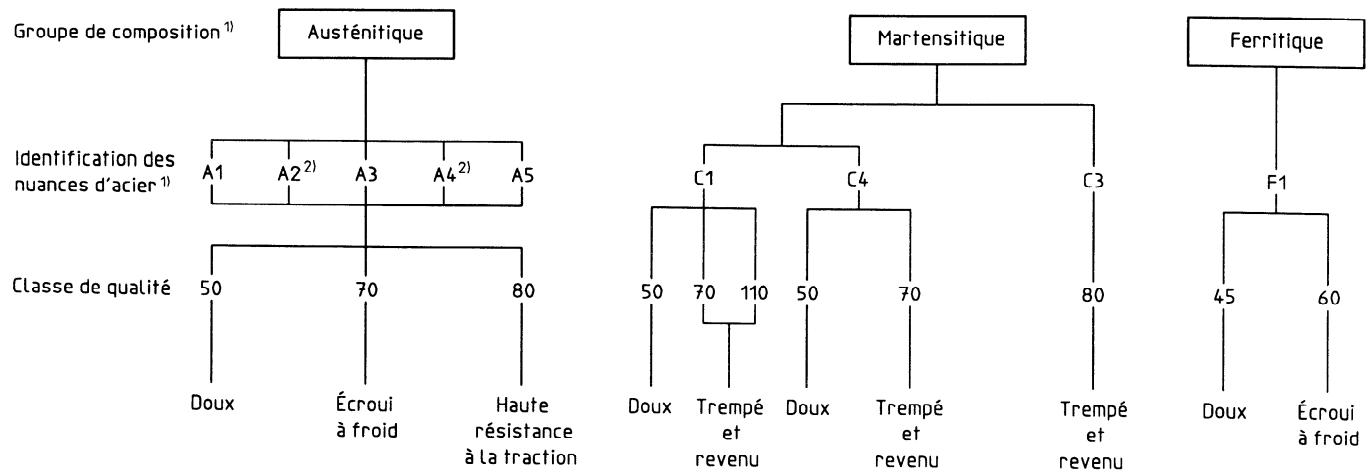 Groupe de composition 1)
Austénitique
Martensitique
Ferritique
Identification des
nuances d'acier 1)
A1
A2 2)
A3
A4 2)
A5
C1
C4
C3
F1
Classe de qualité
50
70
80
50
70
110
50
70
80
45
60
Doux
Écroui
à froid
Haute
résistance
à la traction
Doux
Trempé
et
revenu
Doux
Trempé
et
revenu
Trempé
et
revenu
Doux
Écroui
à froid